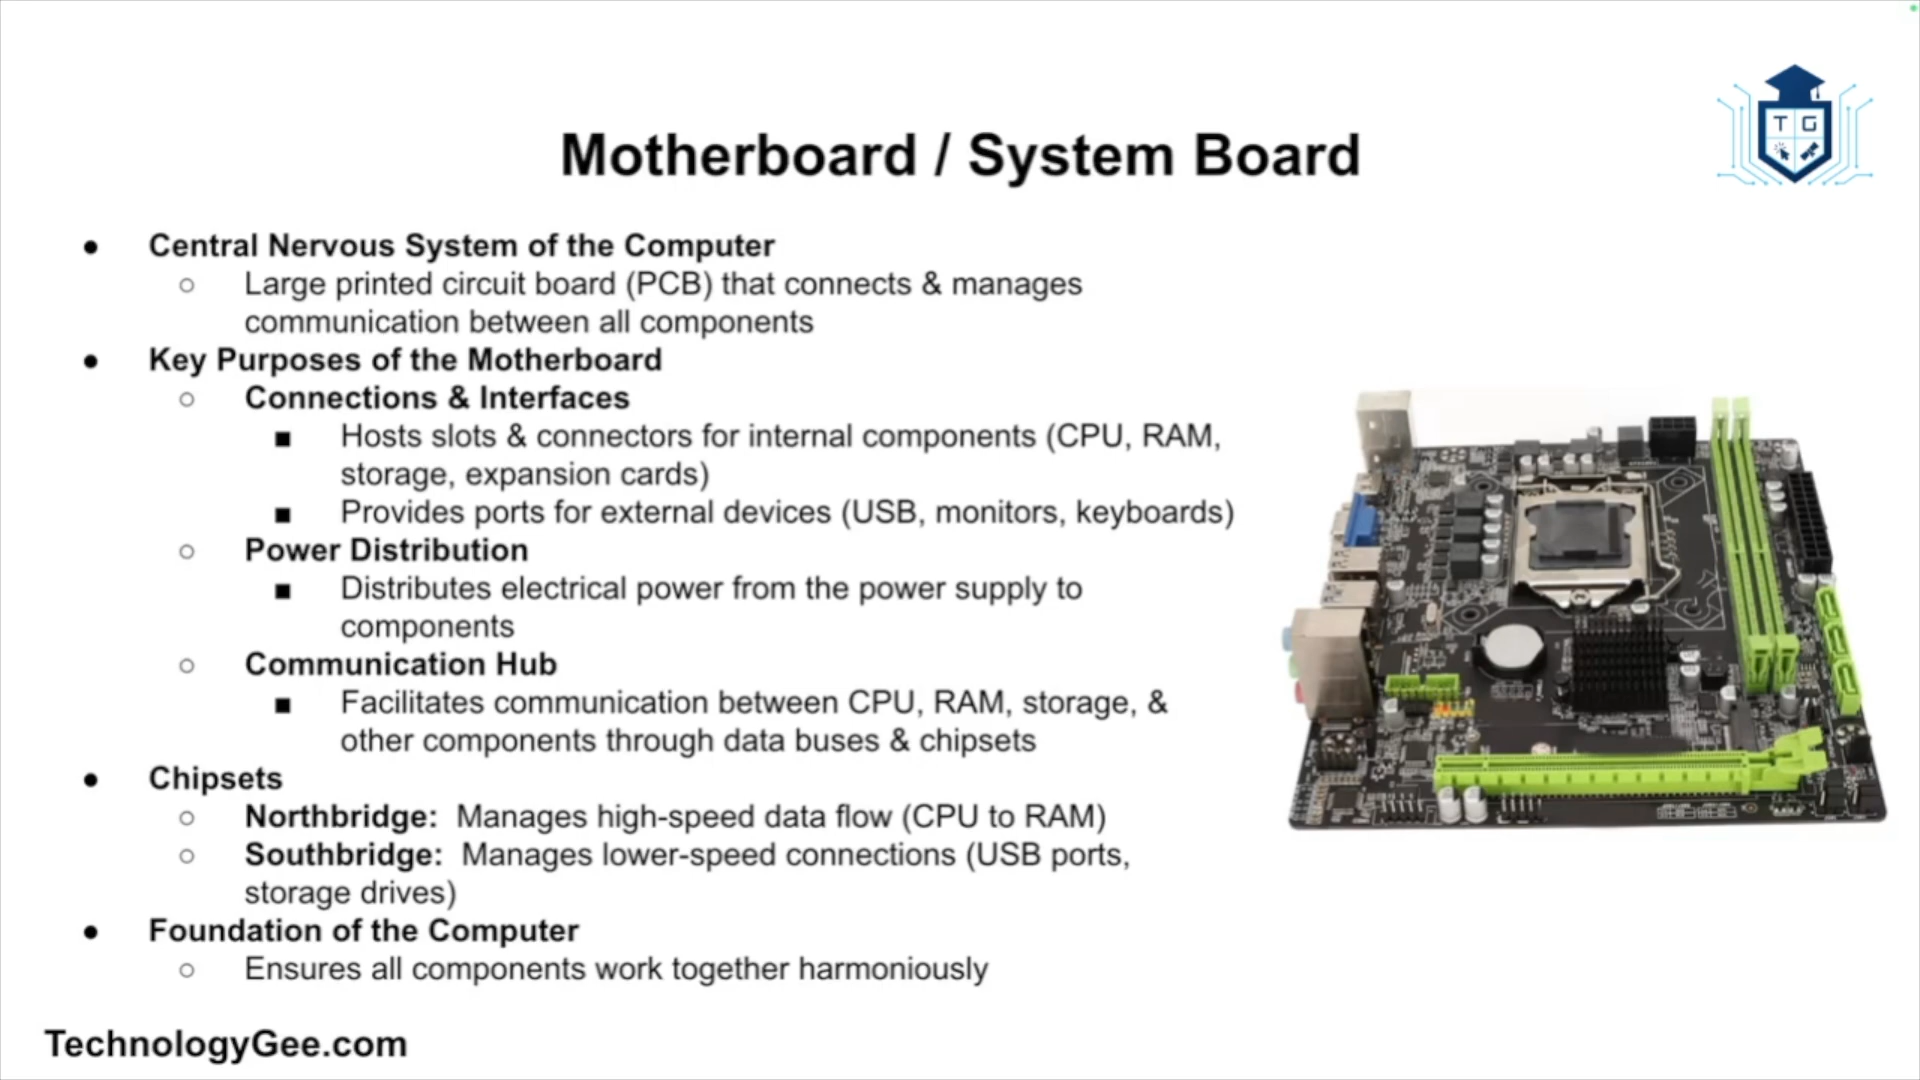 Motherboard / System Board
T G
● Central Nervous System of the Computer
○ Large printed circuit board (PCB) that connects & manages
communication between all components
● Key Purposes of the Motherboard
○ Connections & Interfaces
■ Hosts slots & connectors for internal components (CPU, RAM,
storage, expansion cards)
■ Provides ports for external devices (USB, monitors, keyboards)
○ Power Distribution
■ Distributes electrical power from the power supply to
components
○ Communication Hub
■ Facilitates communication between CPU, RAM, storage, &
other components through data buses & chipsets
● Chipsets
○ Northbridge: Manages high-speed data flow (CPU to RAM)
○ Southbridge: Manages lower-speed connections (USB ports,
storage drives)
● Foundation of the Computer
○ Ensures all components work together harmoniously
TechnologyGee.com